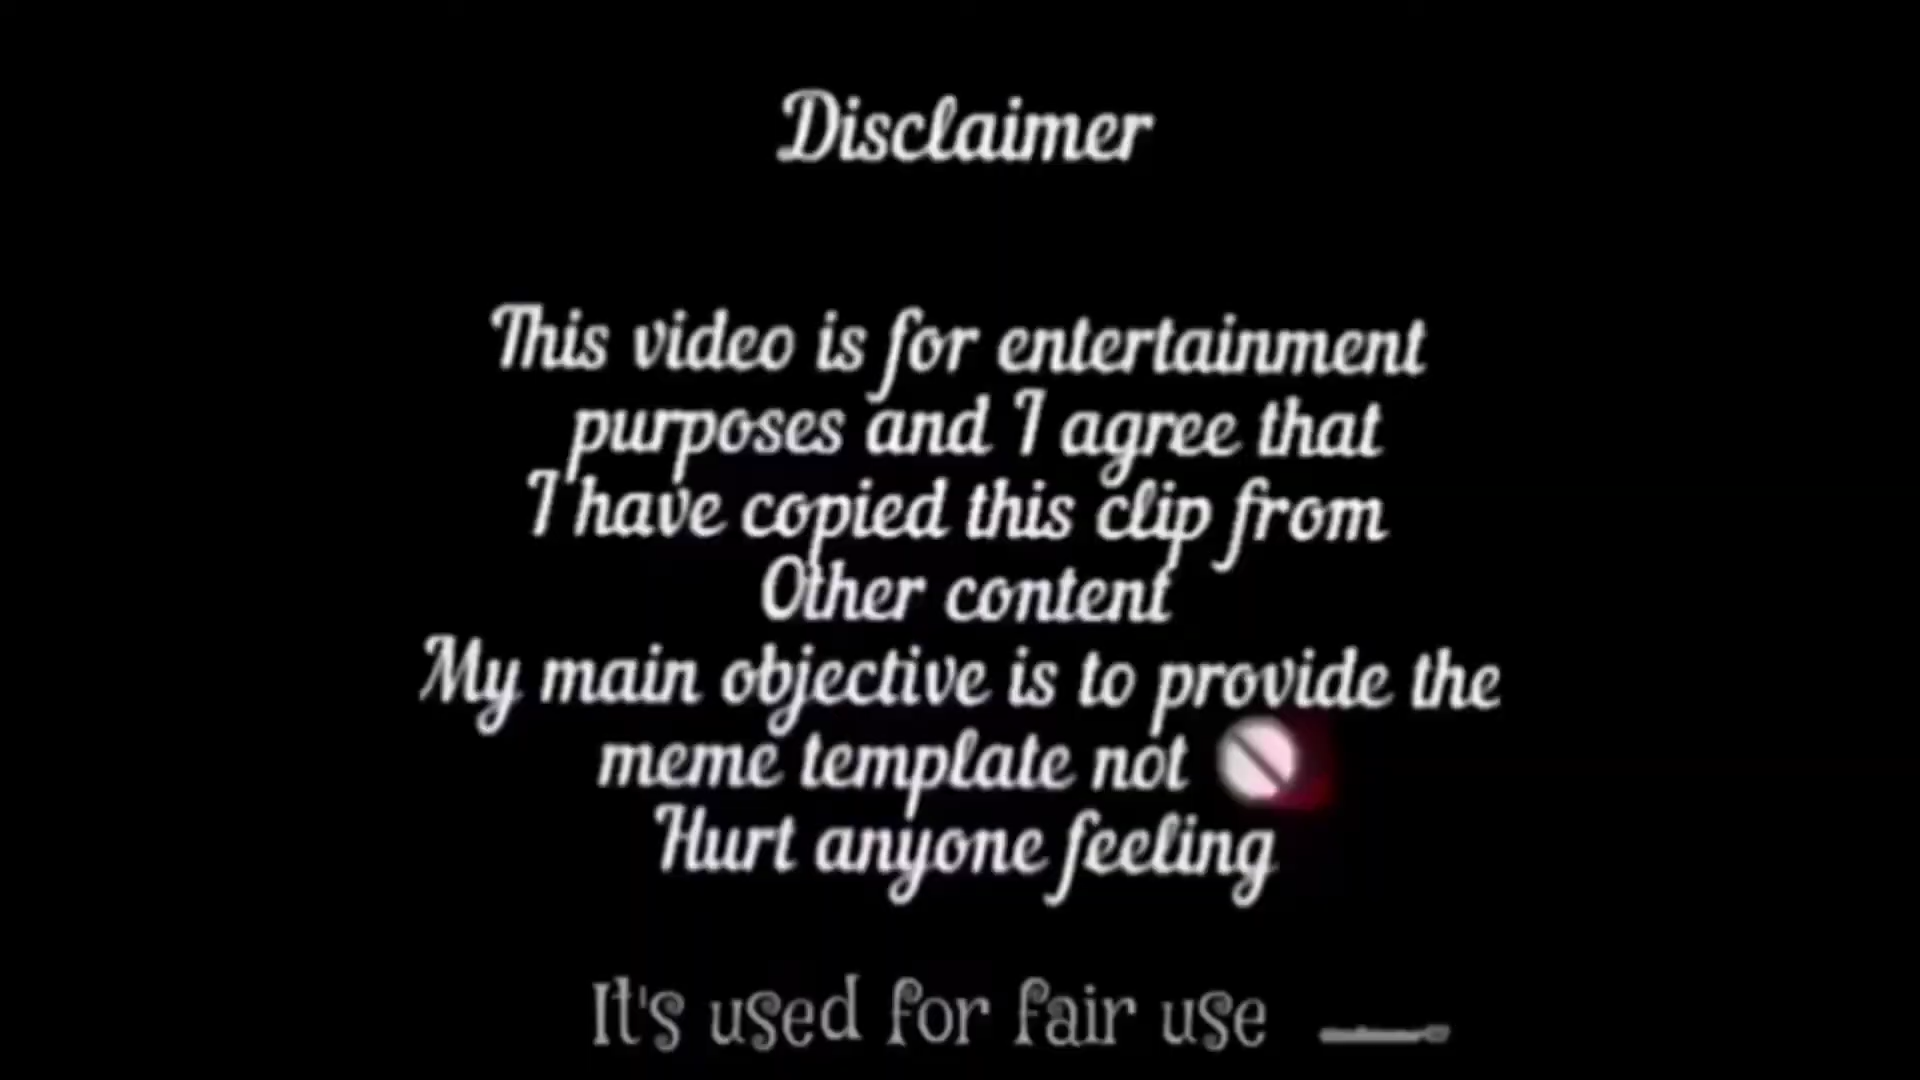 Disclaimer
This video is for entertainment
purposes and I agree that
I have copied this clip from
Other content
My main objective is to provide the
meme template not 🚫
Hurt anyone feeling
It's used for fair use